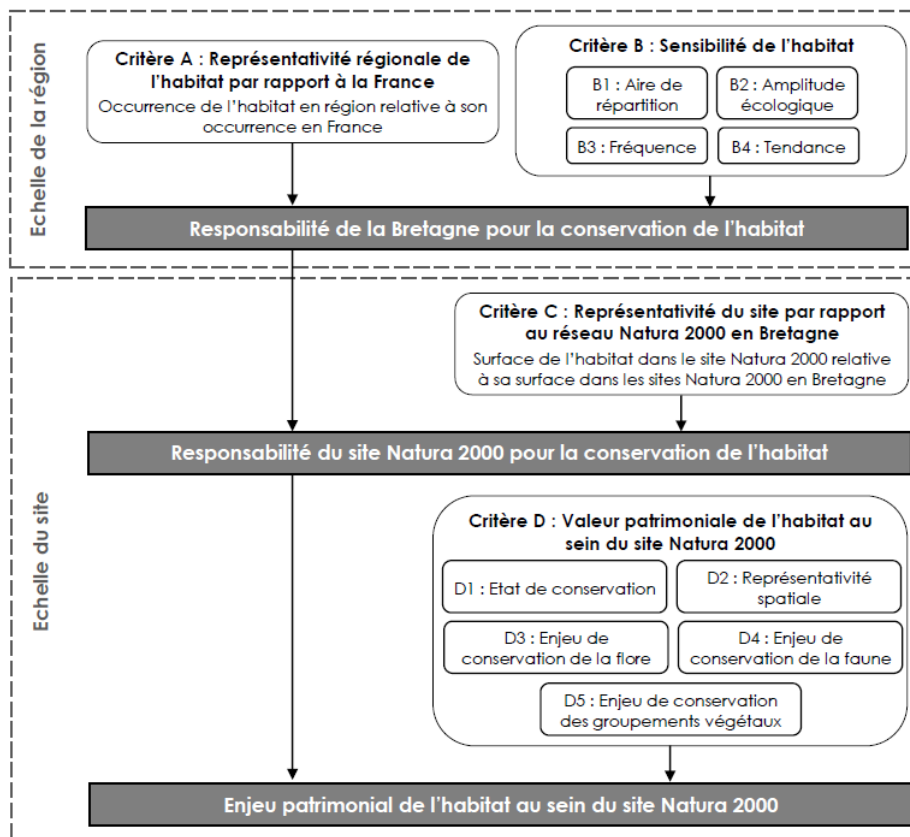 Echelle de la région
Critère A : Représentativité régionale de
l'habitat par rapport à la France
Occurrence de l'habitat en région relative à son
occurrence en France
Critère B : Sensibilité de l'habitat
B1 : Aire de
répartition
B2 : Amplitude
écologique
B3 : Fréquence
B4 : Tendance
Responsabilité de la Bretagne pour la conservation de l'habitat
Echelle du site
Critère C : Représentativité du site par rapport
au réseau Natura 2000 en Bretagne
Surface de l'habitat dans le site Natura 2000 relative
à sa surface dans les sites Natura 2000 en Bretagne
Responsabilité du site Natura 2000 pour la conservation de l'habitat
Critère D : Valeur patrimoniale de l'habitat au
sein du site Natura 2000
D1 : Etat de conservation
D2 : Représentativité
spatiale
D3 : Enjeu de
conservation de la flore
D4 : Enjeu de
conservation de la faune
D5 : Enjeu de conservation
des groupements végétaux
Enjeu patrimonial de l'habitat au sein du site Natura 2000